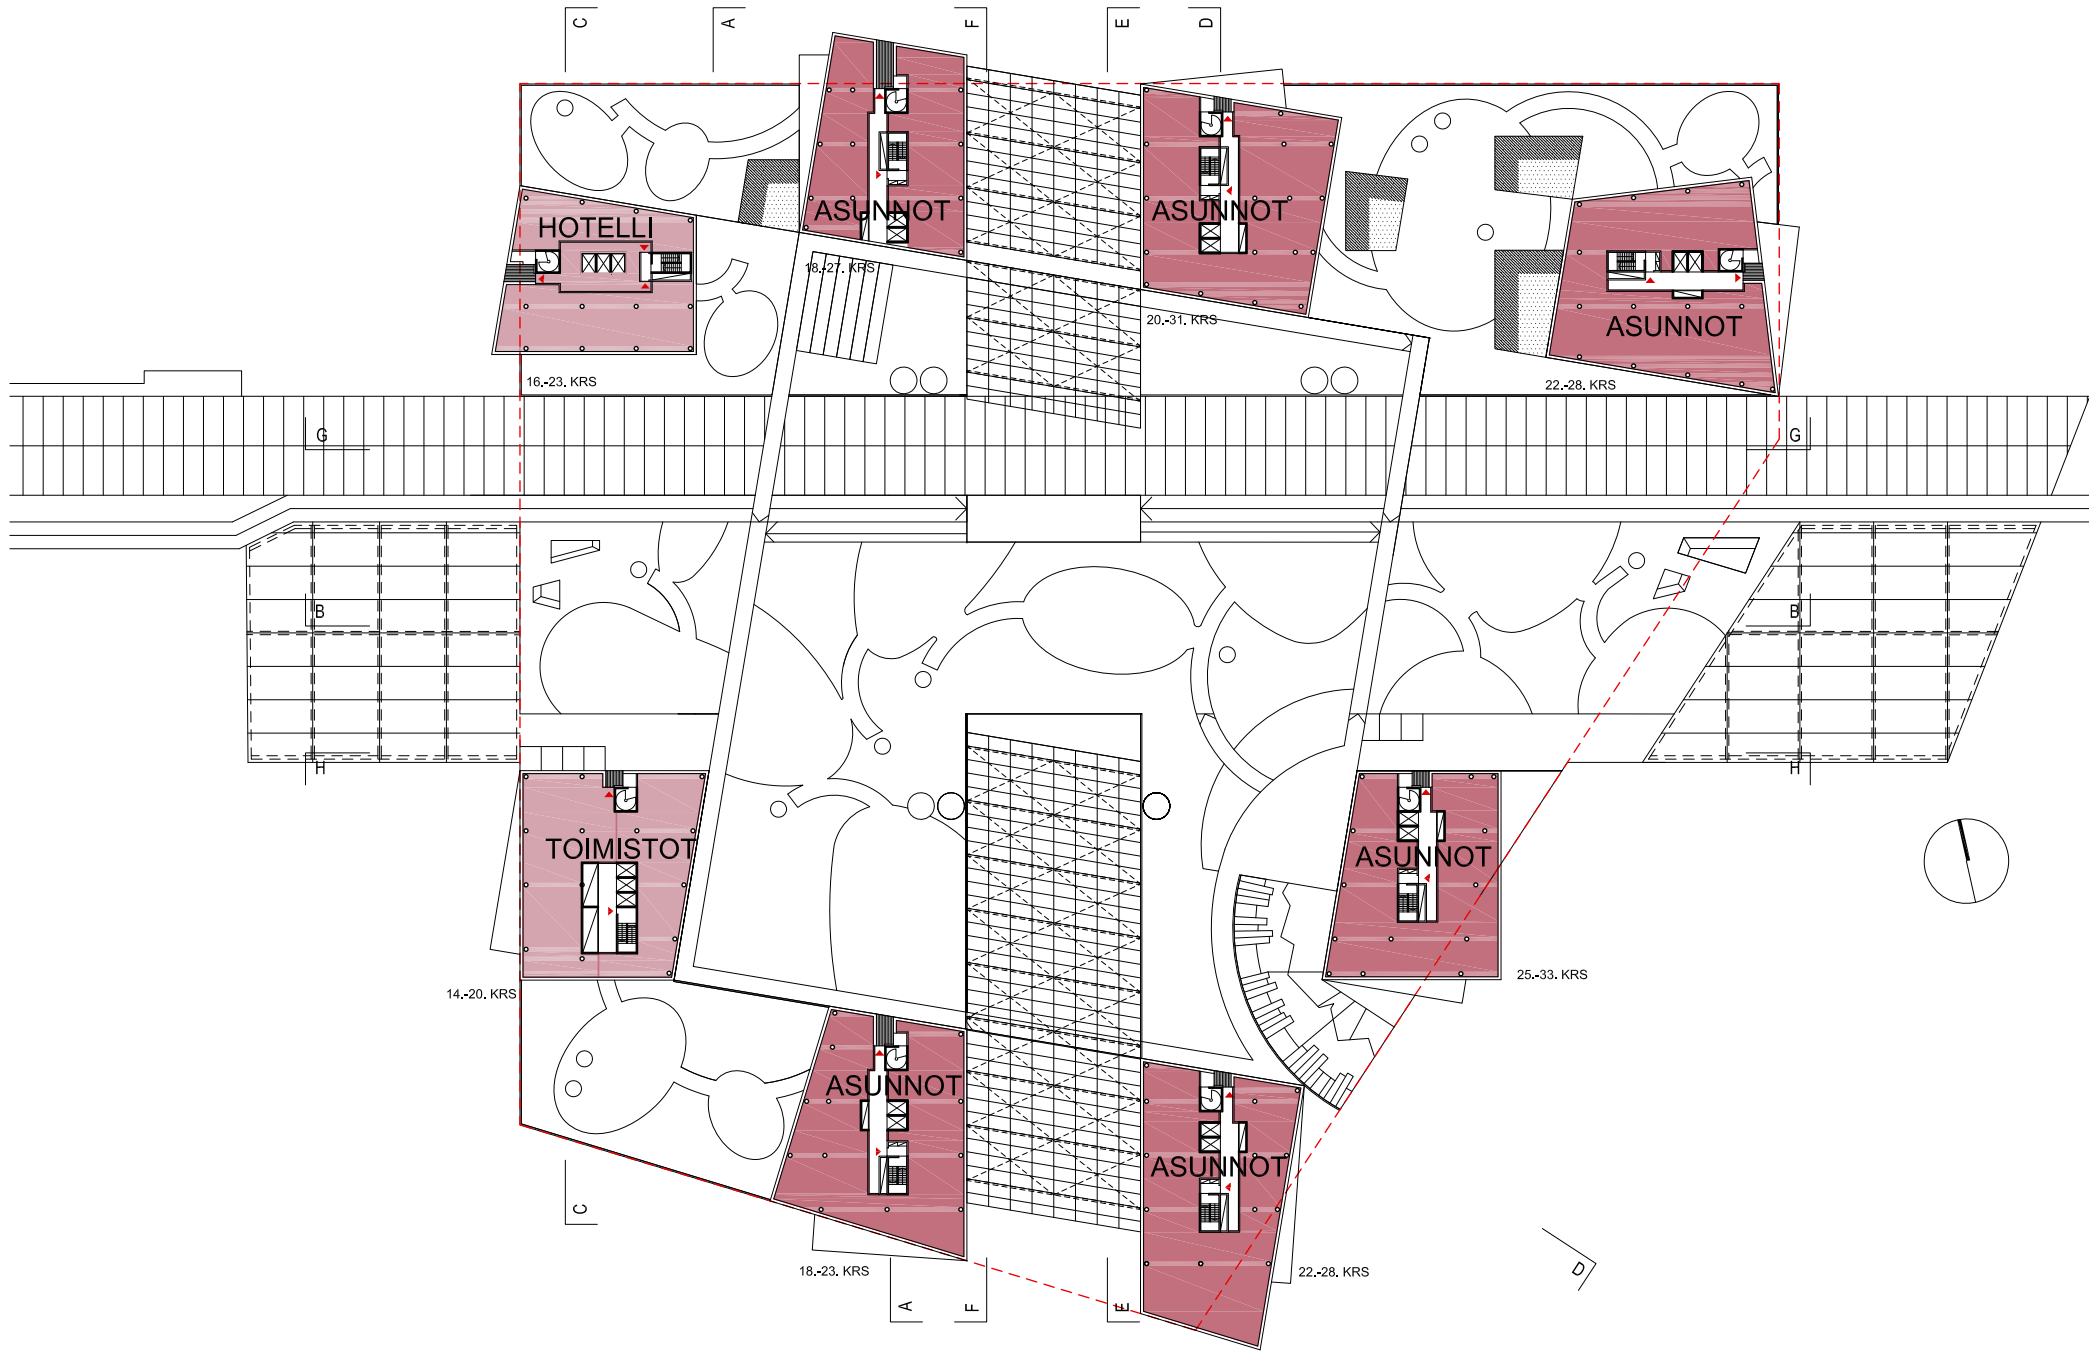 C
A
F
E
D
ASUNNOT
ASUNNOT
HOTELLI
18.-27. KRS
20.-31. KRS
ASUNNOT
16.-23. KRS
22.-28. KRS
G
G
B
B
H
H
TOIMISTOT
ASUNNOT
14.-20. KRS
25.-33. KRS
ASUNNOT
ASUNNOT
C
18.-23. KRS
22.-28. KRS
D
A
F
E